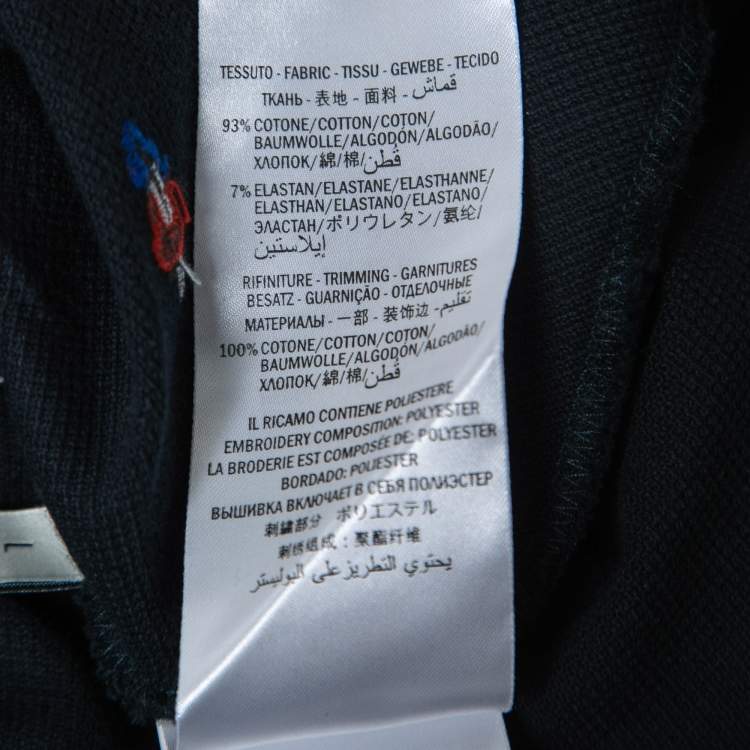 TESSUTO - FABRIC - TISSU - GEWEBE - TECIDO
ТКАНЬ - 表地 - 面料 - قماش
93% COTONE/COTTON/COTON/
BAUMWOLLE/ALGODÓN/ALGODÃO/
ХЛОПОК/綿/棉/قُطن/
7% ELASTAN/ELASTANE/ELASTHANNE/
ELASTHAN/ELASTANO/ELASTANO/
ЭЛАСТАН/ポリウレタン/氨纶/
إيلاستين
RIFINITURE - TRIMMING - GARNITURES
BESATZ - GUARNIÇÃO - ОТДЕЛОЧНЫЕ
МАТЕРИАЛЫ - 一部 - 装饰边 - تقليم
100% COTONE/COTTON/COTON/
BAUMWOLLE/ALGODÓN/ALGODÃO/
ХЛОПОК/綿/棉/قُطن/
IL RICAMO CONTIENE POLIESTERE
EMBROIDERY COMPOSITION: POLYESTER
LA BRODERIE EST COMPOSÉE DE: POLYESTER
BORDADO: POLIESTER
ВЫШИВКА ВКЛЮЧАЕТ В СЕБЯ ПОЛИЭСТЕР
刺繍部分 ポリエステル
刺绣组成：聚酯纤维
يحتوي التطريز على البوليستر
L